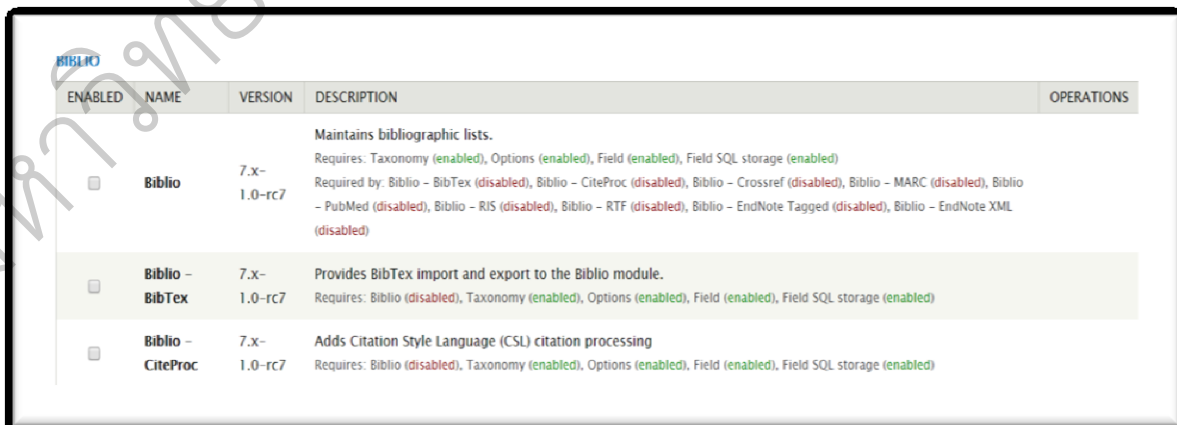 BIBLIO
ENABLED NAME VERSION DESCRIPTION OPERATIONS
Maintains bibliographic lists.
Requires: Taxonomy (enabled), Options (enabled), Field (enabled), Field SQL storage (enabled)
Biblio 7.x-
1.0-rc7
Required by: Biblio – BibTex (disabled), Biblio – CiteProc (disabled), Biblio – Crossref (disabled), Biblio – MARC (disabled), Biblio
– PubMed (disabled), Biblio – RIS (disabled), Biblio – RTF (disabled), Biblio – EndNote Tagged (disabled), Biblio – EndNote XML
(disabled)
Biblio – 7.x- Provides BibTex import and export to the Biblio module.
BibTex 1.0-rc7 Requires: Biblio (disabled), Taxonomy (enabled), Options (enabled), Field (enabled), Field SQL storage (enabled)
Biblio – 7.x- Adds Citation Style Language (CSL) citation processing
CiteProc 1.0-rc7 Requires: Biblio (disabled), Taxonomy (enabled), Options (enabled), Field (enabled), Field SQL storage (enabled)